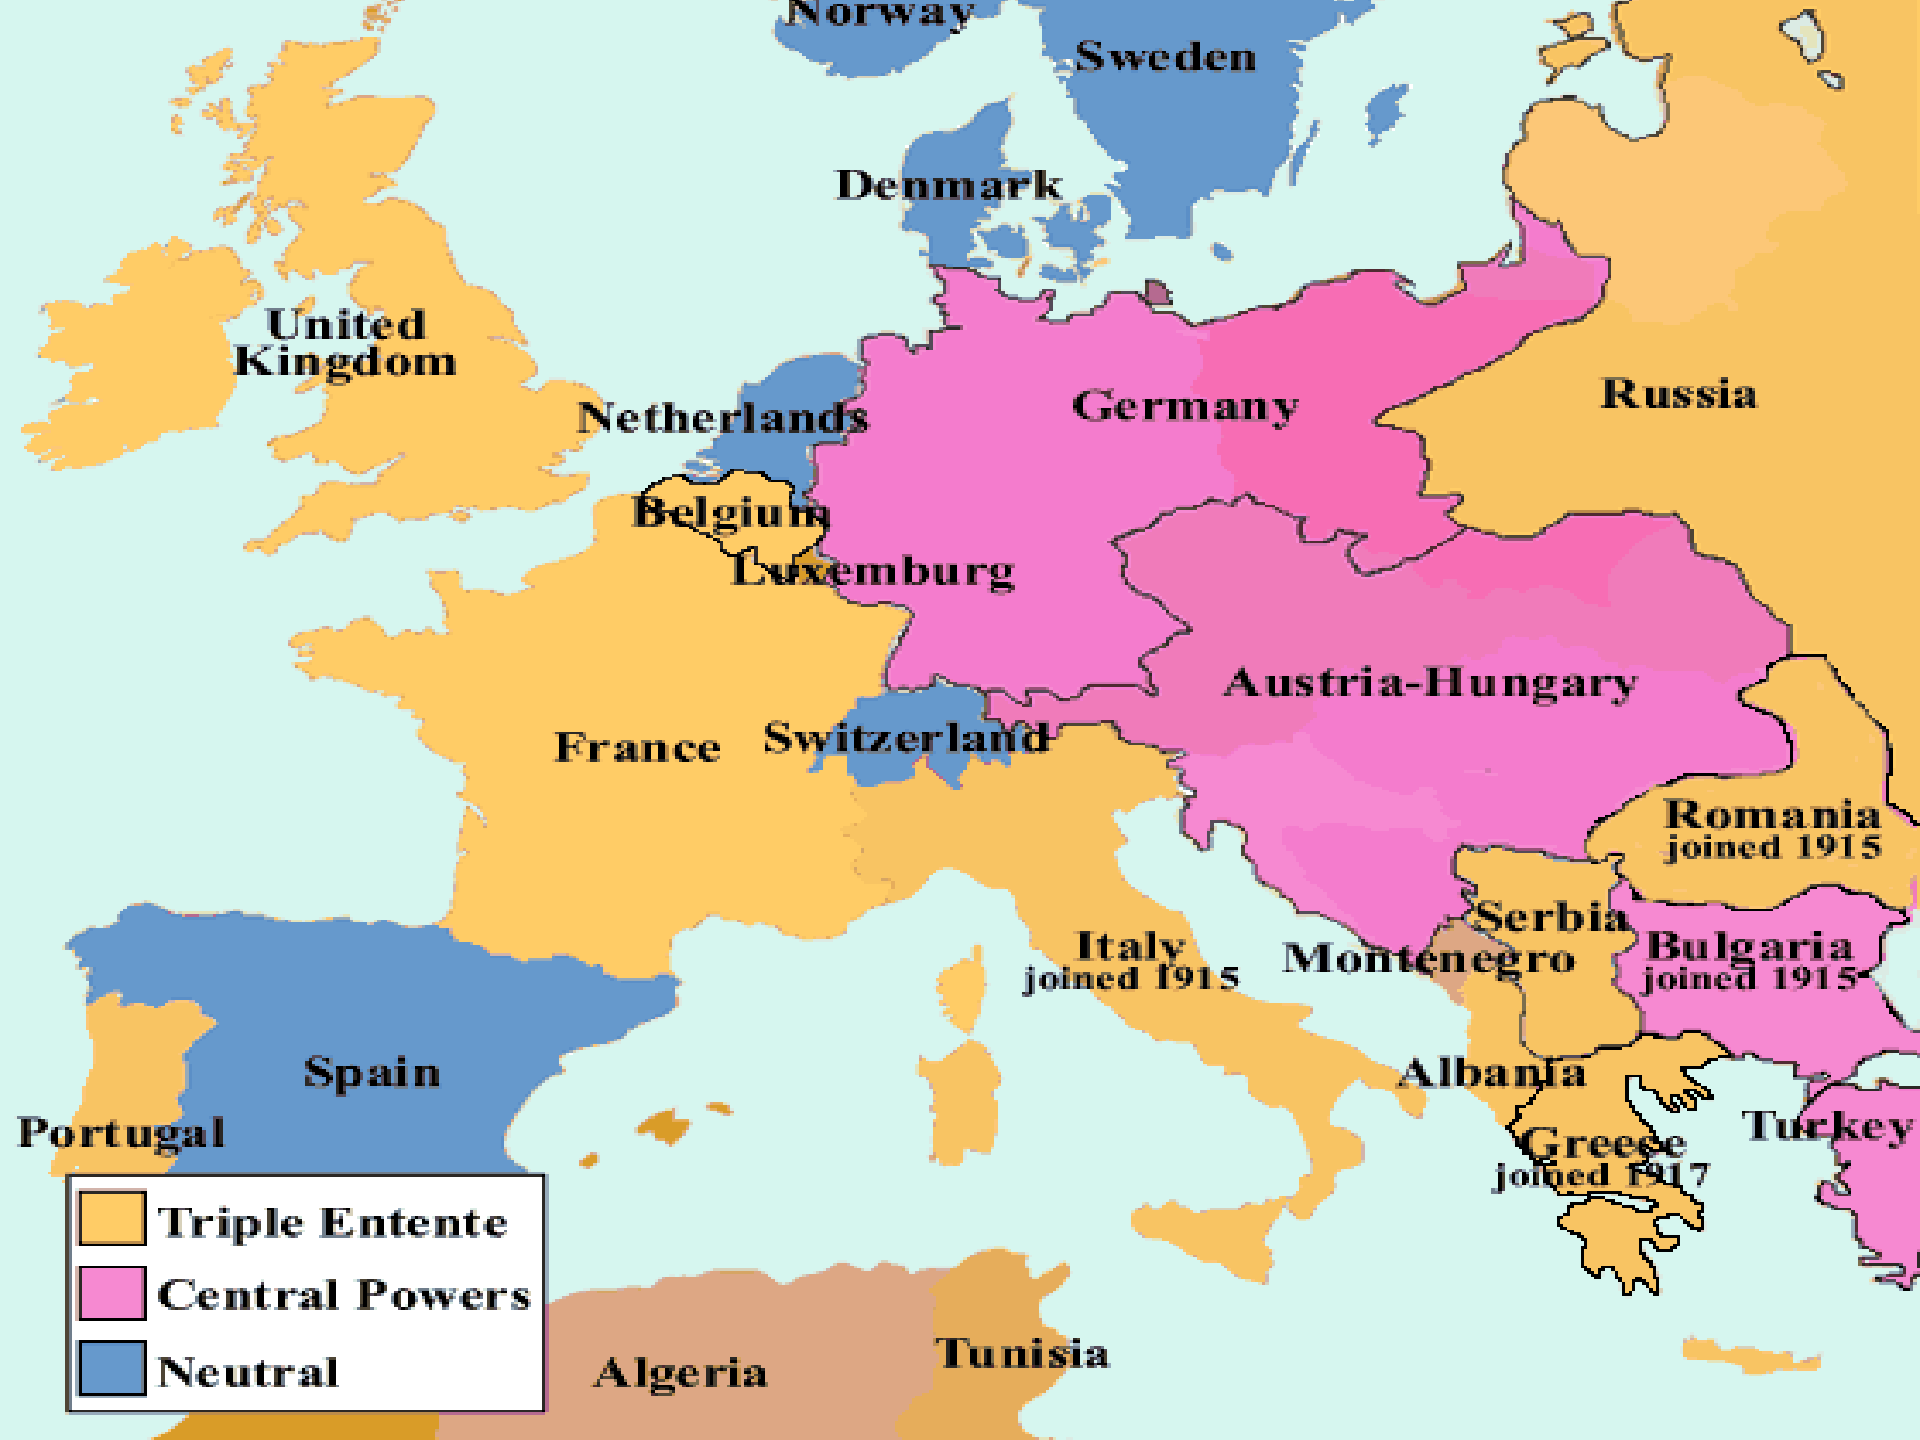 Norway
Sweden
Denmark
United
Kingdom
Netherlands
Germany
Russia
Belgium
Luxemburg
Austria-Hungary
France
Switzerland
Romania
joined 1915
Serbia
Italy
joined 1915
Montenegro
Bulgaria
joined 1915
Spain
Albania
Portugal
Turkey
Greece
joined 1917
Triple Entente
Central Powers
Neutral
Algeria
Tunisia